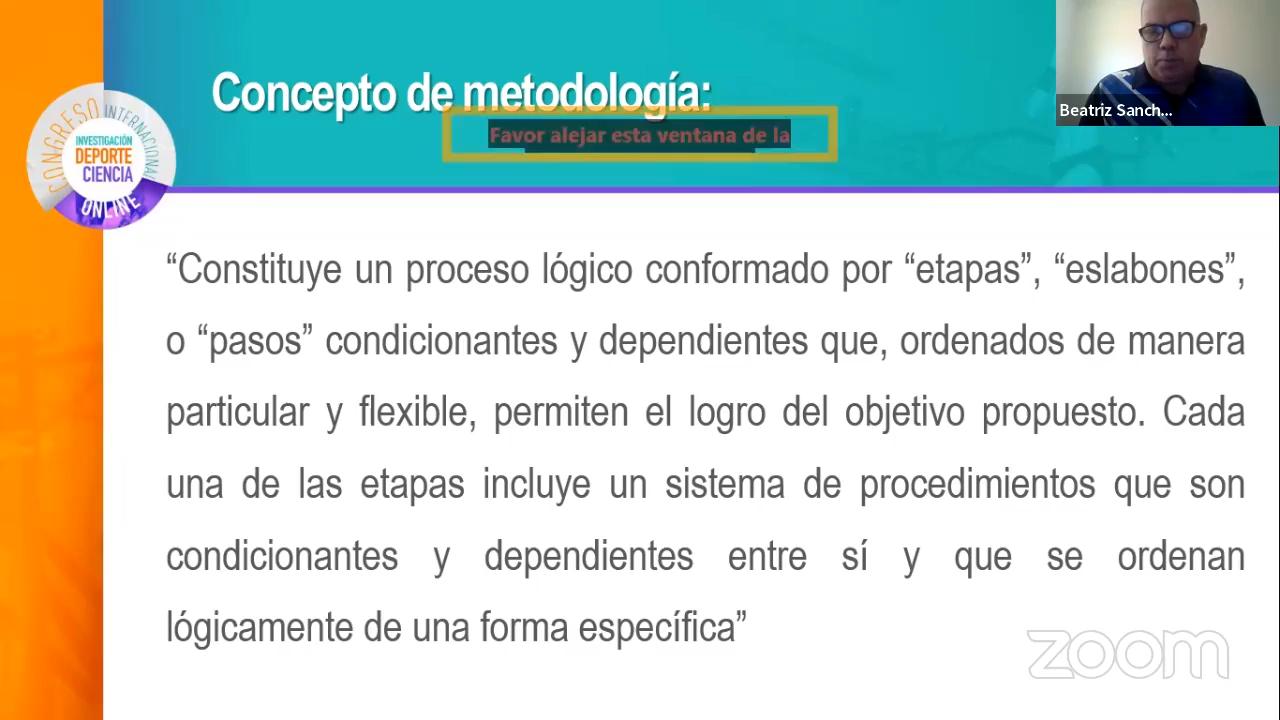 Concepto de metodología:
Favor alejar esta ventana de la
Beatriz Sanch...
CONGRESO INTERNACIONAL
INVESTIGACIÓN
DEPORTE
CIENCIA
ONLINE
“Constituye un proceso lógico conformado por “etapas”, “eslabones”,
o “pasos” condicionantes y dependientes que, ordenados de manera
particular y flexible, permiten el logro del objetivo propuesto. Cada
una de las etapas incluye un sistema de procedimientos que son
condicionantes y dependientes entre sí y que se ordenan
lógicamente de una forma específica”
zoom